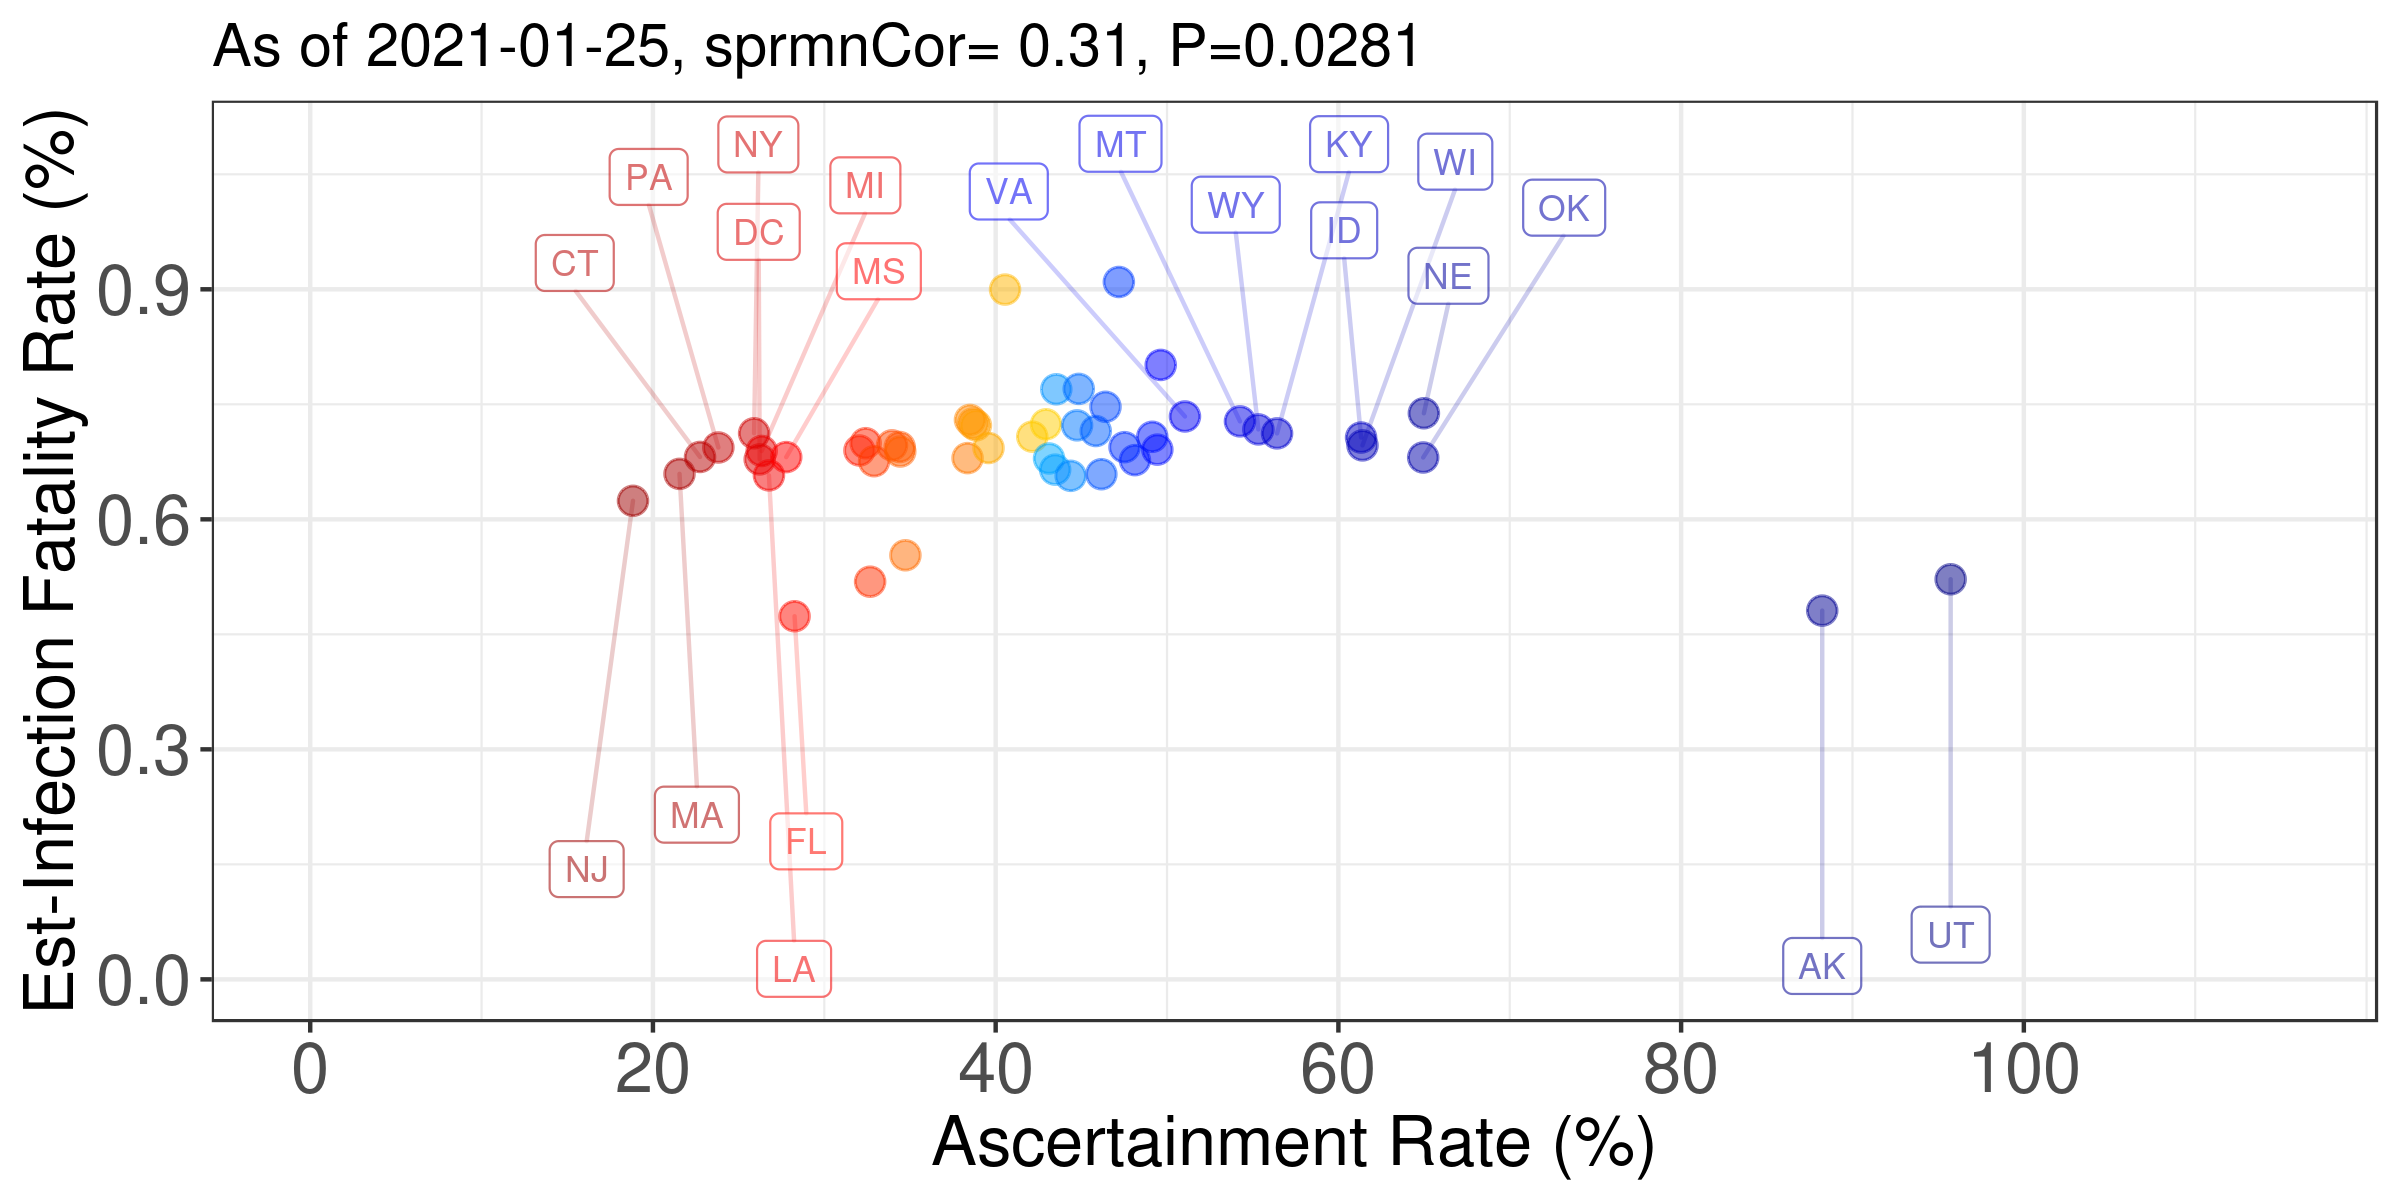 As of 2021-01-25, sprmnCor= 0.31, P=0.0281
Est-Infection Fatality Rate (%)
0.9
0.6
0.3
0.0
NY
MT
KY
PA
WI
MI
VA
WY
OK
DC
ID
CT
MS
NE
MA
FL
NJ
UT
LA
AK
0 20 40 60 80 100
Ascertainment Rate (%)